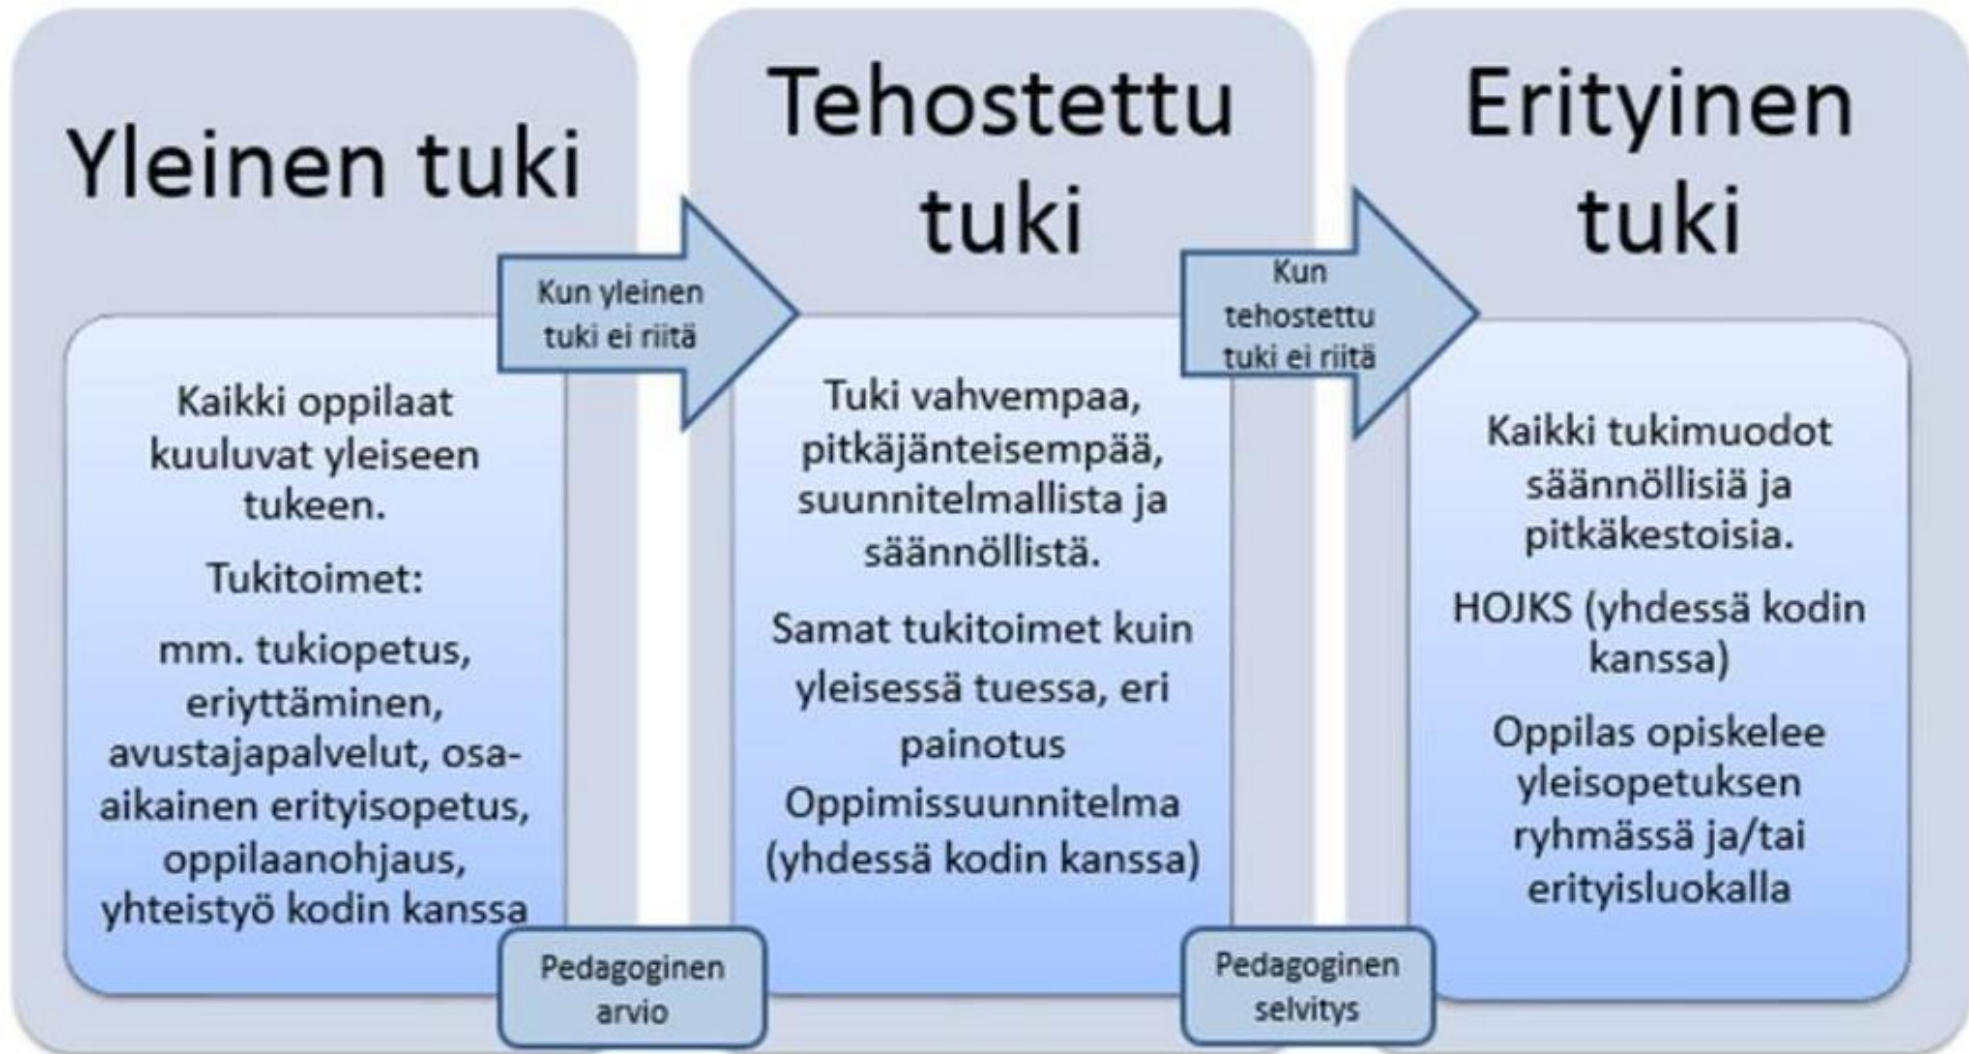 Yleinen tuki
Kaikki oppilaat
kuuluvat yleiseen
tukeen.
Tukitoimet:
mm. tukiopetus,
eriyttäminen,
avustajapalvelut, osa-
aikainen erityisopetus,
oppilaanohjaus,
yhteistyö kodin kanssa
Kun yleinen
tuki ei riitä
Pedagoginen
arvio
Tehostettu
tuki
Tuki vahvempaa,
pitkäjänteisempää,
suunnitelmallista ja
säännöllistä.
Samat tukitoimet kuin
yleisessä tuessa, eri
painotus
Oppimissuunnitelma
(yhdessä kodin kanssa)
Kun
tehostettu
tuki ei riitä
Pedagoginen
selvitys
Erityinen
tuki
Kaikki tukimuodot
säännöllisiä ja
pitkäkestoisia.
HOJKS (yhdessä kodin
kanssa)
Oppilas opiskelee
yleisopetuksen
ryhmässä ja/tai
erityisluokalla